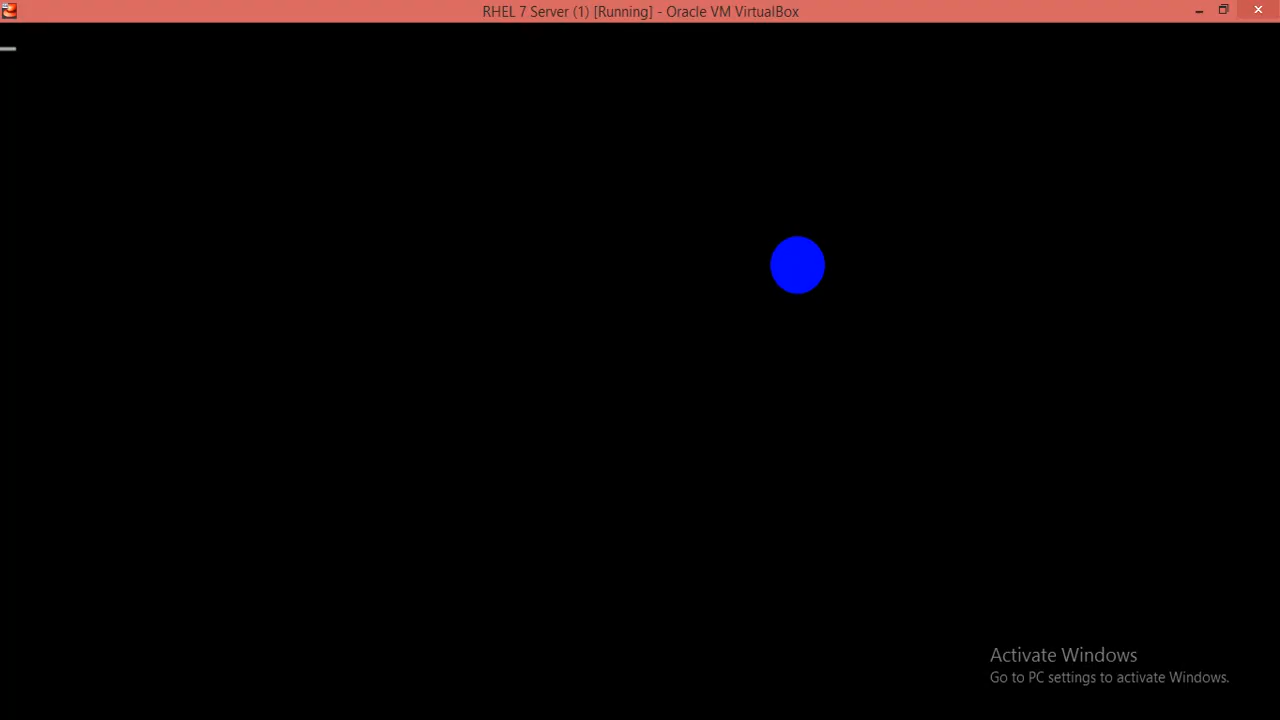 RHEL 7 Server (1) [Running] - Oracle VM VirtualBox
Activate Windows
Go to PC settings to activate Windows.